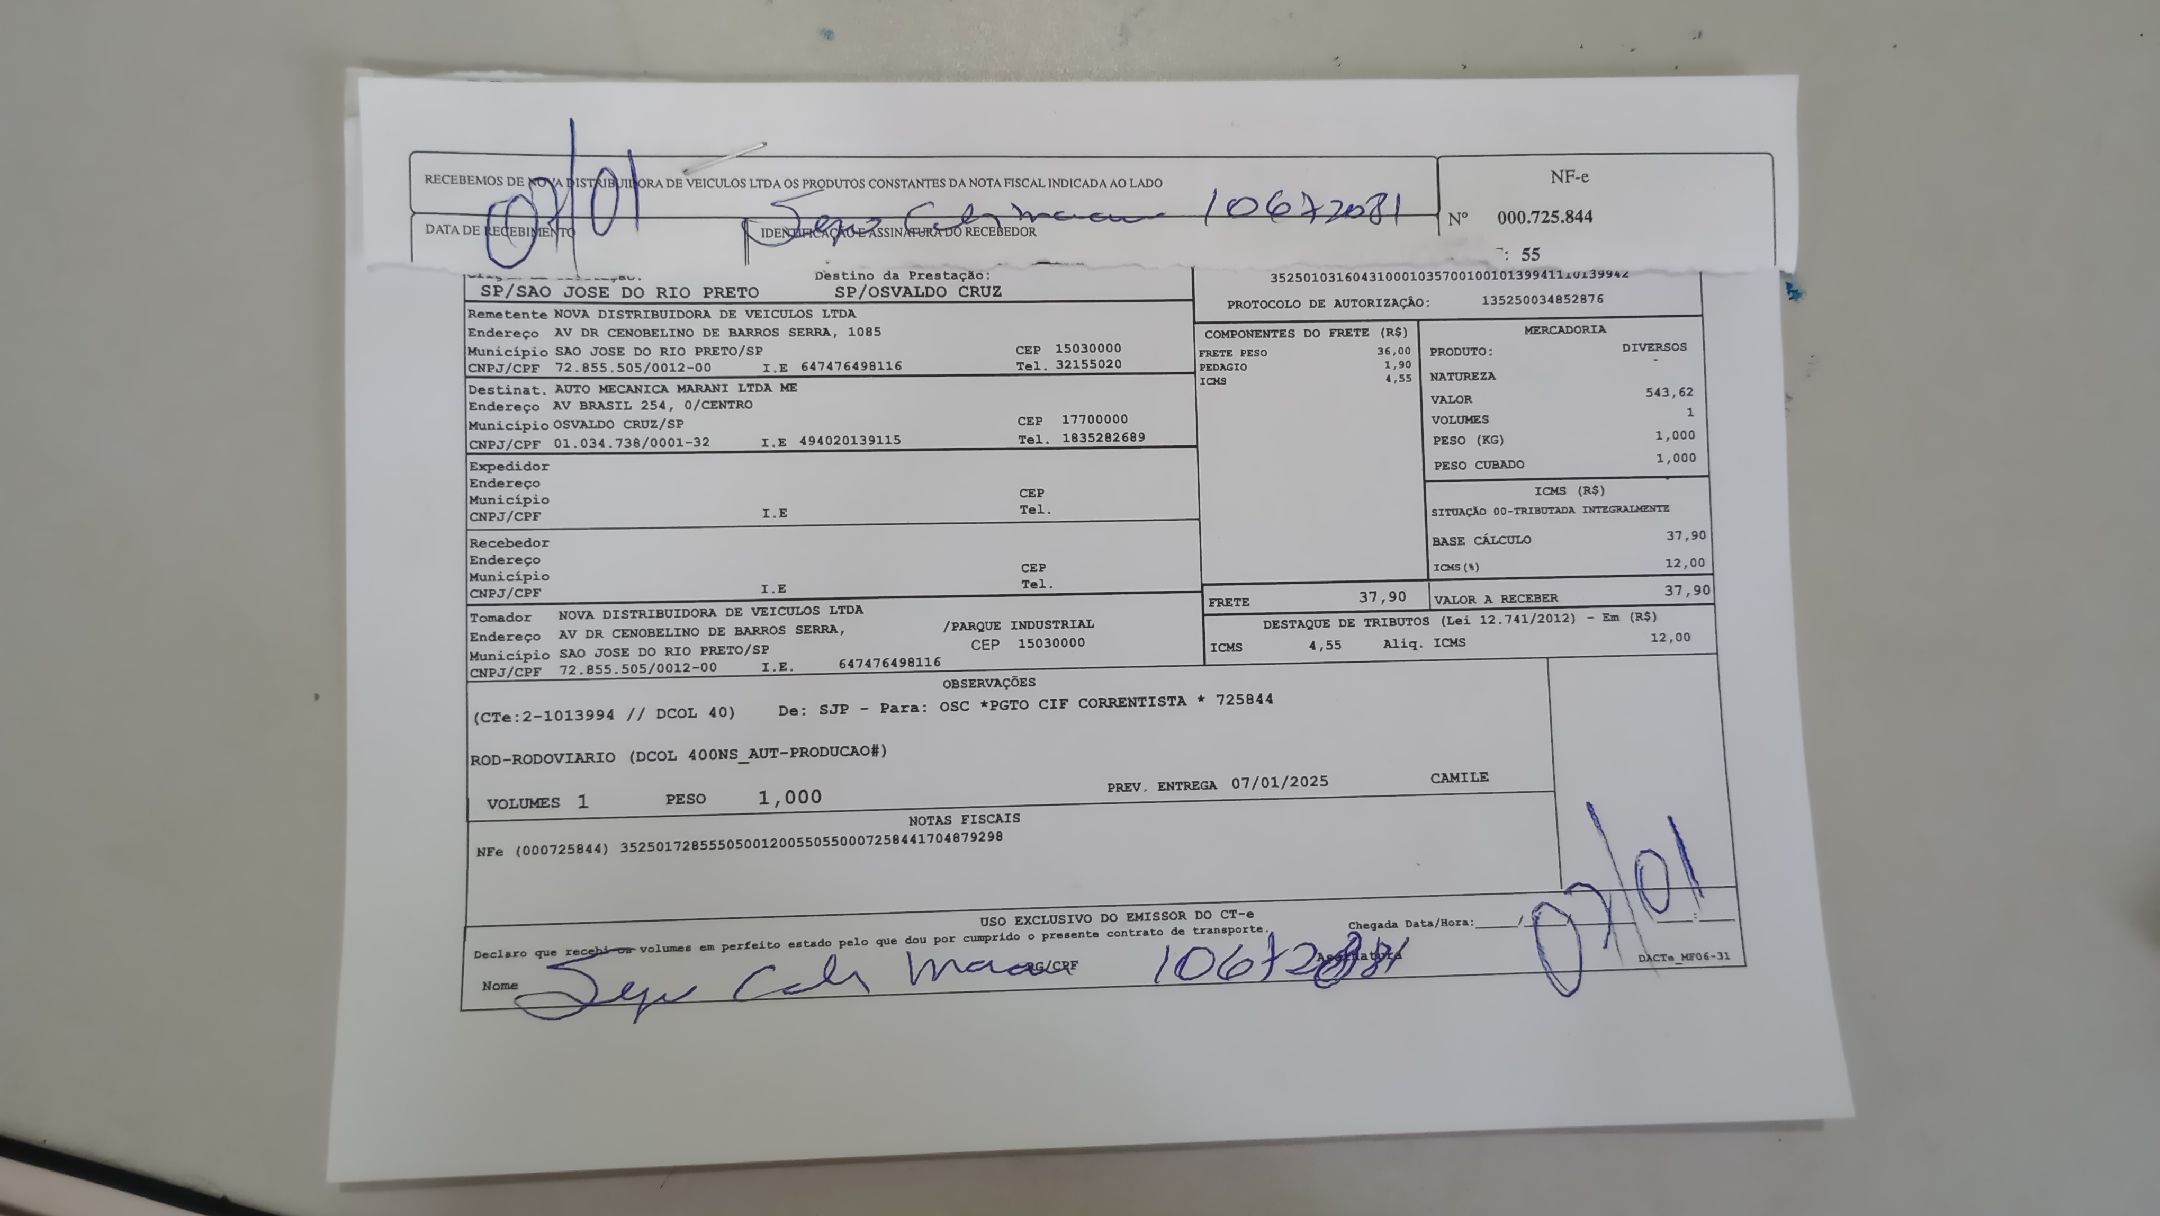 RECEBEMOS DE NOVA DISTRIBUIDORA DE VEICULOS LTDA OS PRODUTOS CONSTANTES DA NOTA FISCAL INDICADA AO LADO
NF-e
Nº 000.725.844
: 55
DATA DE RECEBIMENTO
07/01
IDENTIFICAÇÃO E ASSINATURA DO RECEBEDOR
10672081
Destino da Prestação:
SP/SAO JOSE DO RIO PRETO SP/OSVALDO CRUZ
PROTOCOLO DE AUTORIZAÇÃO: 135250034852876
Remetente NOVA DISTRIBUIDORA DE VEICULOS LTDA
Endereço AV DR CENOBELINO DE BARROS SERRA, 1085
Município SAO JOSE DO RIO PRETO/SP CEP 15030000
CNPJ/CPF 72.855.505/0012-00 I.E 647476498116 Tel. 32155020
Destinat. AUTO MECANICA MARANI LTDA ME
Endereço AV BRASIL 254, 0/CENTRO
Município OSVALDO CRUZ/SP CEP 17700000
CNPJ/CPF 01.034.738/0001-32 I.E 494020139115 Tel. 1835282689
Expedidor
Endereço
Município CEP
CNPJ/CPF I.E Tel.
Recebedor
Endereço
Município CEP
CNPJ/CPF I.E Tel.
Tomador NOVA DISTRIBUIDORA DE VEICULOS LTDA
Endereço AV DR CENOBELINO DE BARROS SERRA, /PARQUE INDUSTRIAL
Município SAO JOSE DO RIO PRETO/SP CEP 15030000
CNPJ/CPF 72.855.505/0012-00 I.E. 647476498116
COMPONENTES DO FRETE (R$)
FRETE PESO 36,00
PEDAGIO 1,90
ICMS 4,55
MERCADORIA
PRODUTO: DIVERSOS
-
NATUREZA
VALOR 543,62
VOLUMES 1
PESO (KG) 1,000
PESO CUBADO 1,000
ICMS (R$)
SITUAÇÃO 00-TRIBUTADA INTEGRALMENTE
BASE CÁLCULO 37,90
ICMS(%) 12,00
FRETE 37,90 VALOR A RECEBER 37,90
DESTAQUE DE TRIBUTOS (Lei 12.741/2012) - Em (R$)
ICMS 4,55 Aliq. ICMS 12,00
OBSERVAÇÕES
(CTe:2-1013994 // DCOL 40) De: SJP - Para: OSC *PGTO CIF CORRENTISTA * 725844
ROD-RODOVIARIO (DCOL 400NS_AUT-PRODUCAO#)
VOLUMES 1 PESO 1,000 PREV. ENTREGA 07/01/2025 CAMILE
NOTAS FISCAIS
NFe (000725844) 35250172855505001200550550007258441704879298
USO EXCLUSIVO DO EMISSOR DO CT-e
Declaro que recebi os volumes em perfeito estado pelo que dou por cumprido o presente contrato de transporte.
Chegada Data/Hora:____/____/____ ____:____
07/01
Nome RG/CPF Assinatura
DACTe_MF06-31